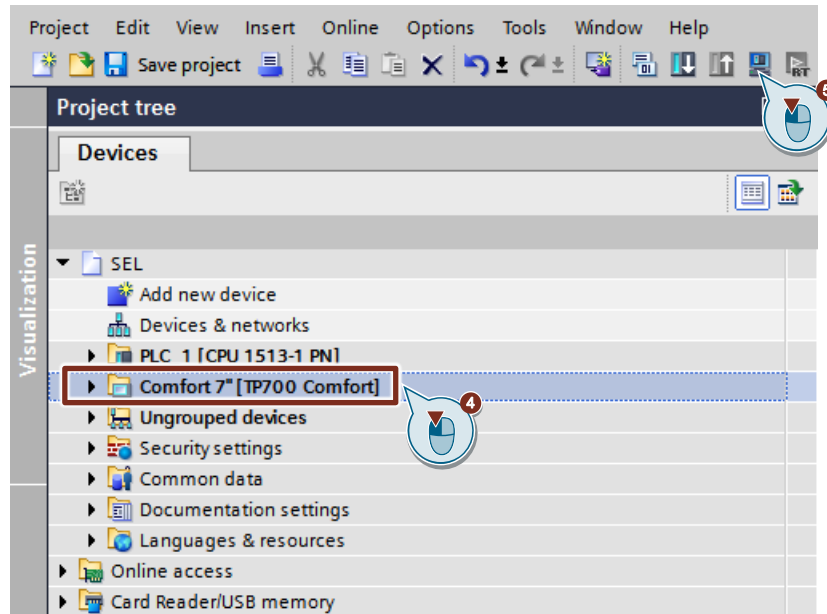 Project Edit View Insert Online Options Tools Window Help
Save project
RT
5
Project tree
Devices
Visualization
SEL
Add new device
Devices & networks
PLC_1 [CPU 1513-1 PN]
Comfort 7" [TP700 Comfort]
4
Ungrouped devices
Security settings
Common data
Documentation settings
Languages & resources
Online access
Card Reader/USB memory